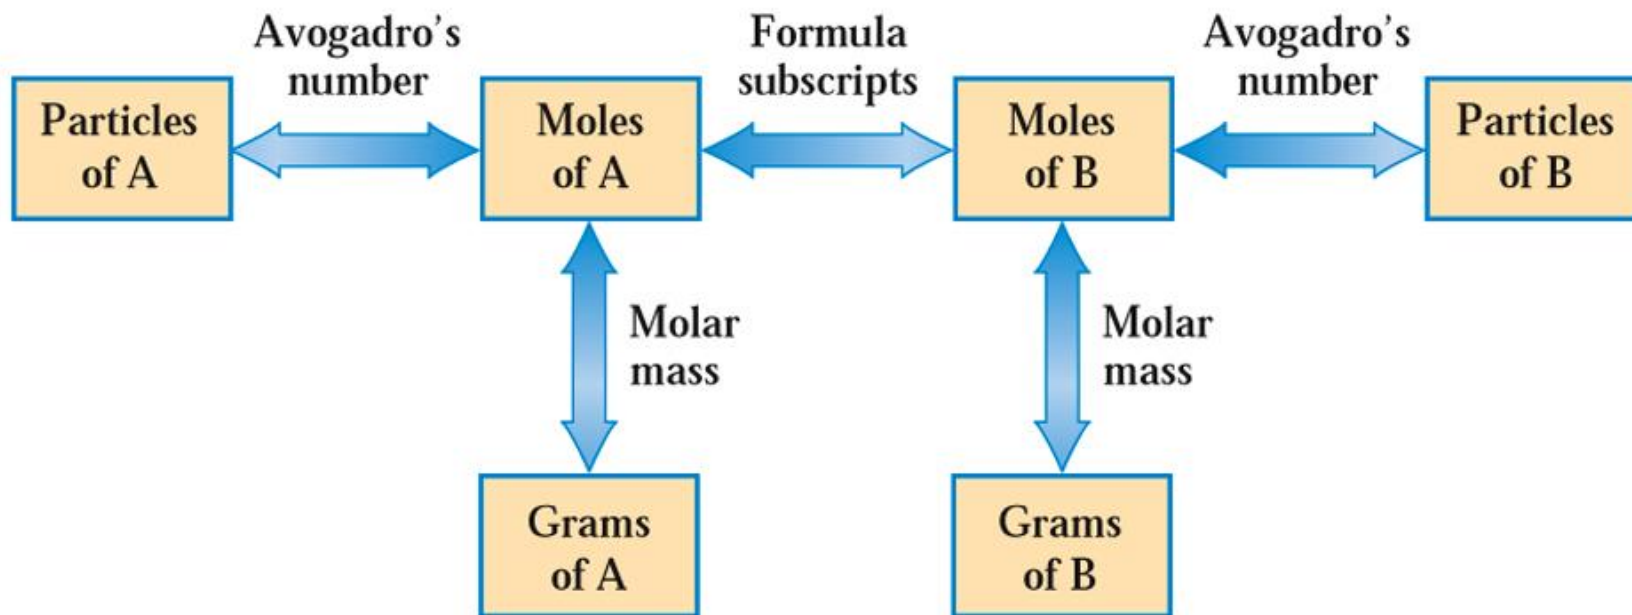 Avogadro’s
number
Formula
subscripts
Avogadro’s
number
Particles
of A
Moles
of A
Moles
of B
Particles
of B
Molar
mass
Molar
mass
Grams
of A
Grams
of B